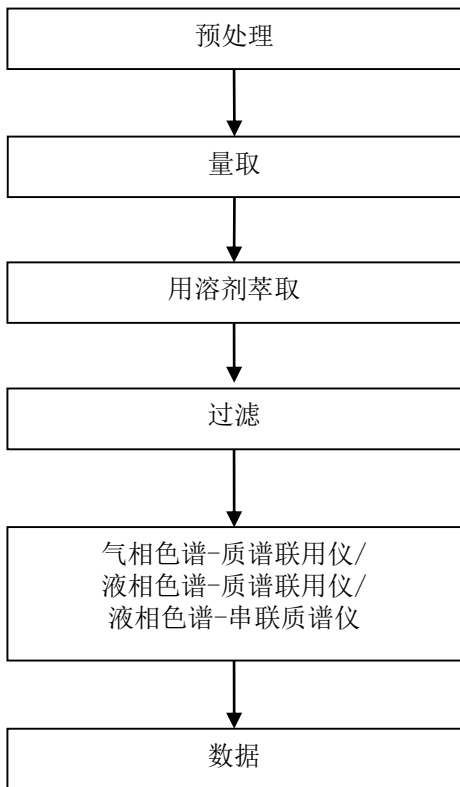 预处理
量取
用溶剂萃取
过滤
气相色谱-质谱联用仪/
液相色谱-质谱联用仪/
液相色谱-串联质谱仪
数据